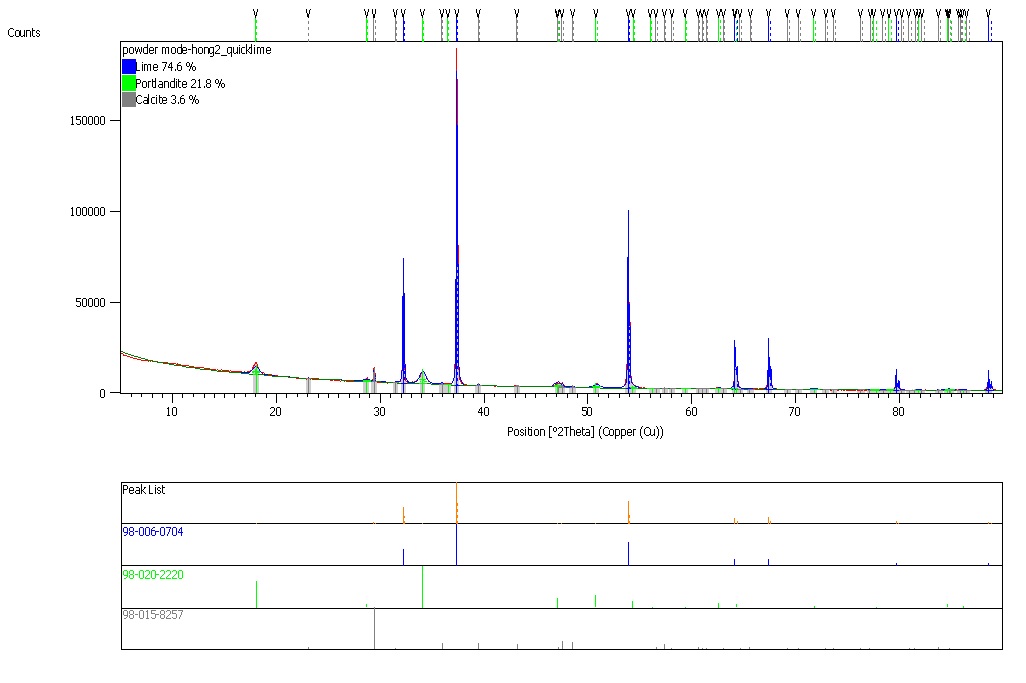 Counts
powder mode-hong2_quicklime
Lime 74.6 %
Portlandite 21.8 %
Calcite 3.6 %
150000
100000
50000
0
10 20 30 40 50 60 70 80
Position [°2Theta] (Copper (Cu))
Peak List
98-006-0704
98-020-2220
98-015-8257